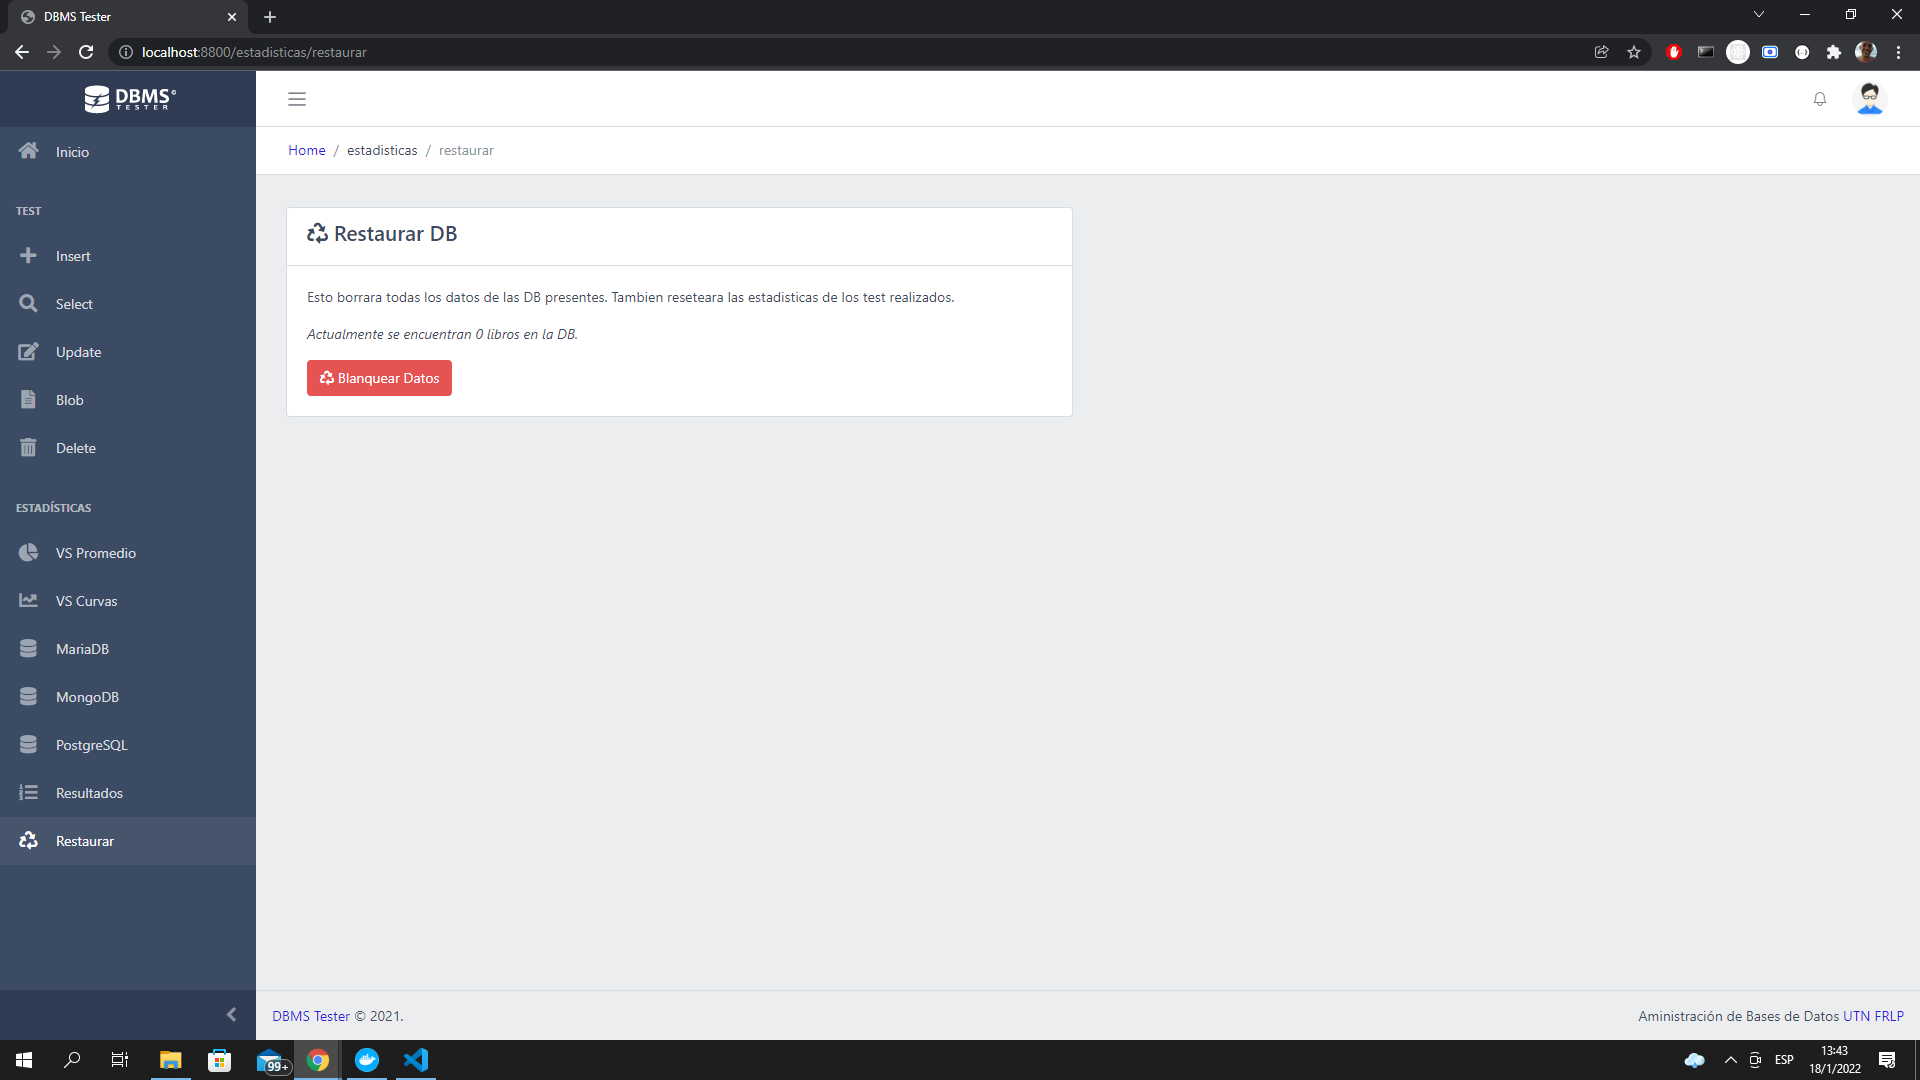 DBMS Tester
localhost:8800/estadisticas/restaurar
DBMS©
TESTER
Inicio
TEST
Insert
Select
Update
Blob
Delete
ESTADÍSTICAS
VS Promedio
VS Curvas
MariaDB
MongoDB
PostgreSQL
Resultados
Restaurar
Home / estadisticas / restaurar
Restaurar DB
Esto borrara todas los datos de las DB presentes. Tambien reseteara las estadisticas de los test realizados.
Actualmente se encuentran 0 libros en la DB.
Blanquear Datos
DBMS Tester © 2021.
Aministración de Bases de Datos UTN FRLP
99+
ESP
13:43
18/1/2022